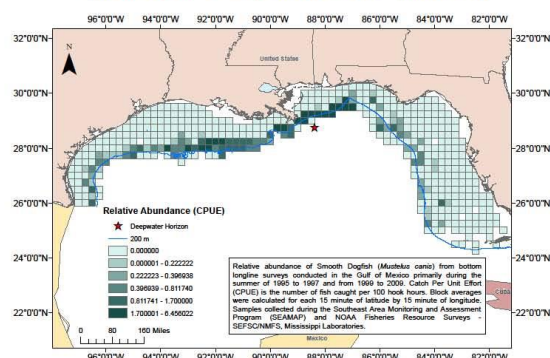 96°0'0"W 94°0'0"W 92°0'0"W 90°0'0"W 88°0'0"W 86°0'0"W 84°0'0"W 82°0'0"W
32°0'0"N 32°0'0"N
N
United States
30°0'0"N 30°0'0"N
28°0'0"N 28°0'0"N
26°0'0"N 26°0'0"N
24°0'0"N 24°0'0"N
22°0'0"N 22°0'0"N
Relative Abundance (CPUE)
Deepwater Horizon
200 m
0.000000
0.000001 - 0.222222
0.222223 - 0.396938
0.396939 - 0.811740
0.811741 - 1.700000
1.700001 - 6.456022
0 80 160 Miles
Relative abundance of Smooth Dogfish (Mustelus canis) from bottom
longline surveys conducted in the Gulf of Mexico primarily during the
summer of 1995 to 1997 and from 1999 to 2009. Catch Per Unit Effort
(CPUE) is the number of fish caught per 100 hook hours. Block averages
were calculated for each 15 minute of latitude by 15 minute of longitude.
Samples collected during the Southeast Area Monitoring and Assessment
Program (SEAMAP) and NOAA Fisheries Resource Surveys -
SEFSC/NMFS, Mississippi Laboratories.
Mexico
96°0'0"W 94°0'0"W 92°0'0"W 90°0'0"W 88°0'0"W 86°0'0"W 84°0'0"W 82°0'0"W